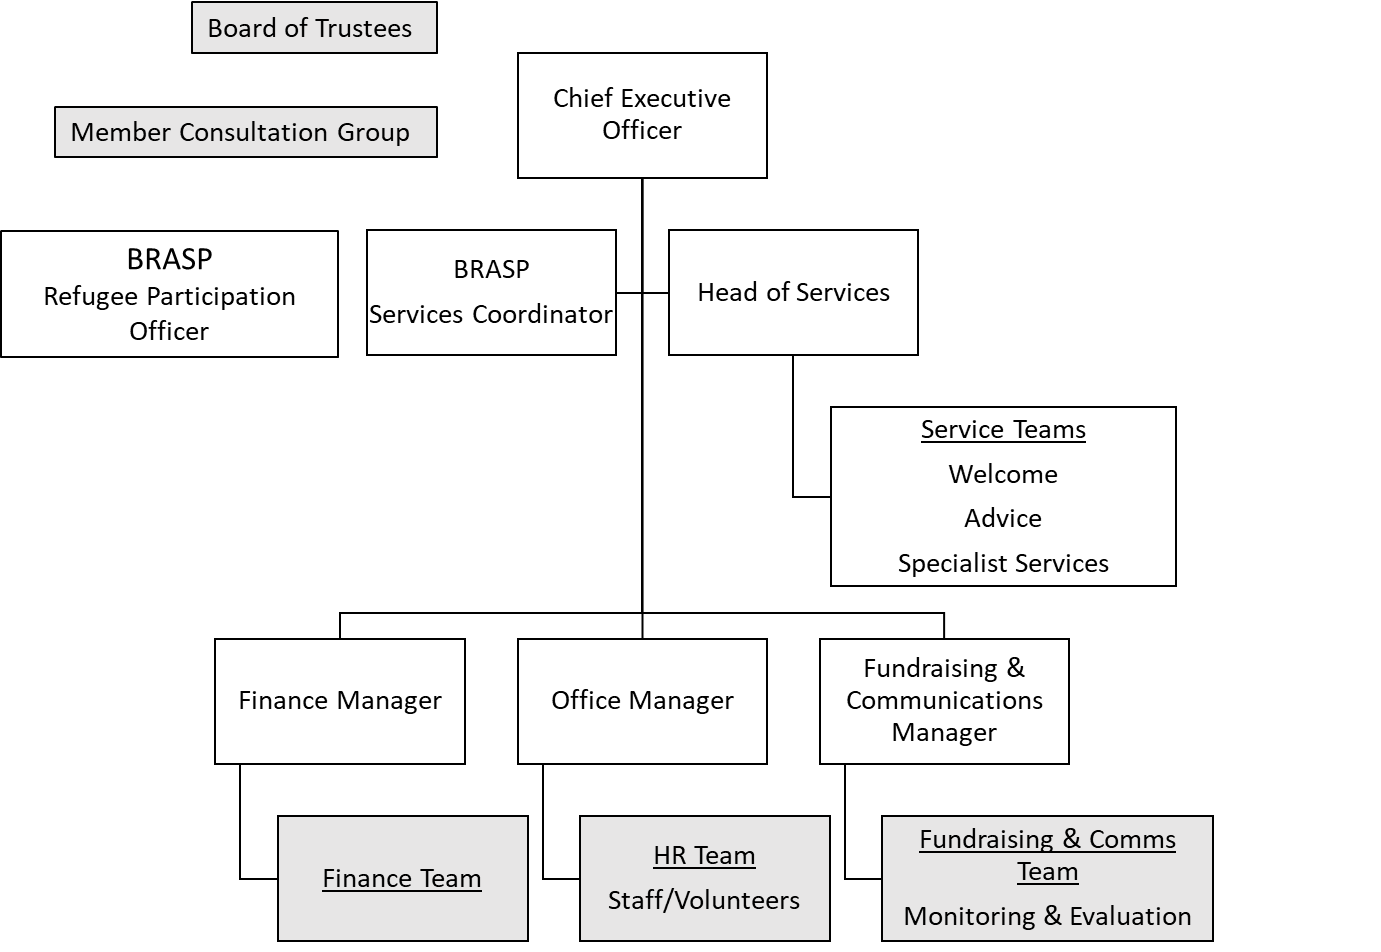 Board of Trustees
Chief Executive
Officer
Member Consultation Group
BRASP
Refugee Participation
Officer
BRASP
Services Coordinator
Head of Services
Service Teams
Welcome
Advice
Specialist Services
Finance Manager
Office Manager
Fundraising &
Communications
Manager
Finance Team
HR Team
Staff/Volunteers
Fundraising & Comms
Team
Monitoring & Evaluation